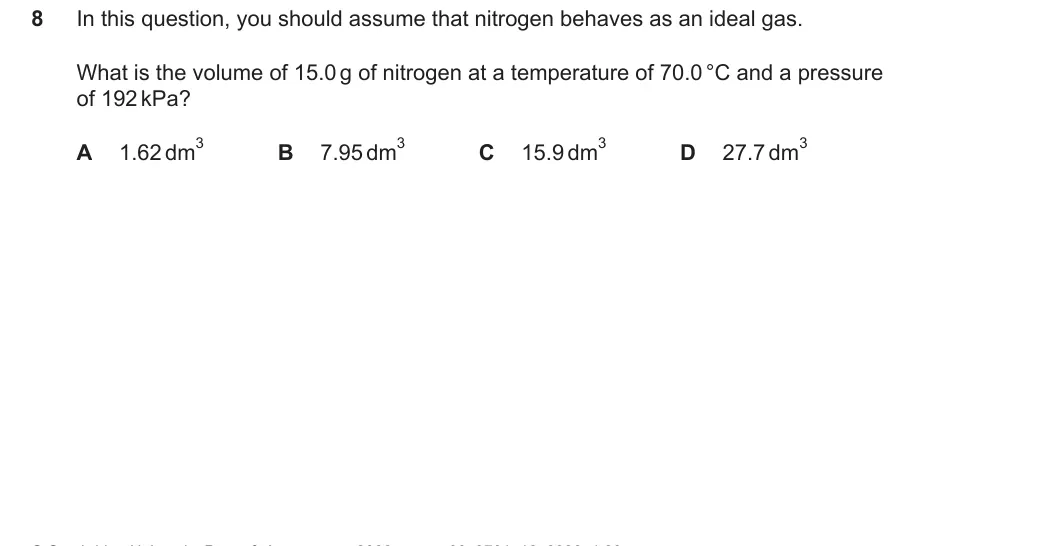 8 In this question, you should assume that nitrogen behaves as an ideal gas.
What is the volume of 15.0 g of nitrogen at a temperature of 70.0 °C and a pressure
of 192 kPa?
A 1.62 dm³ B 7.95 dm³ C 15.9 dm³ D 27.7 dm³